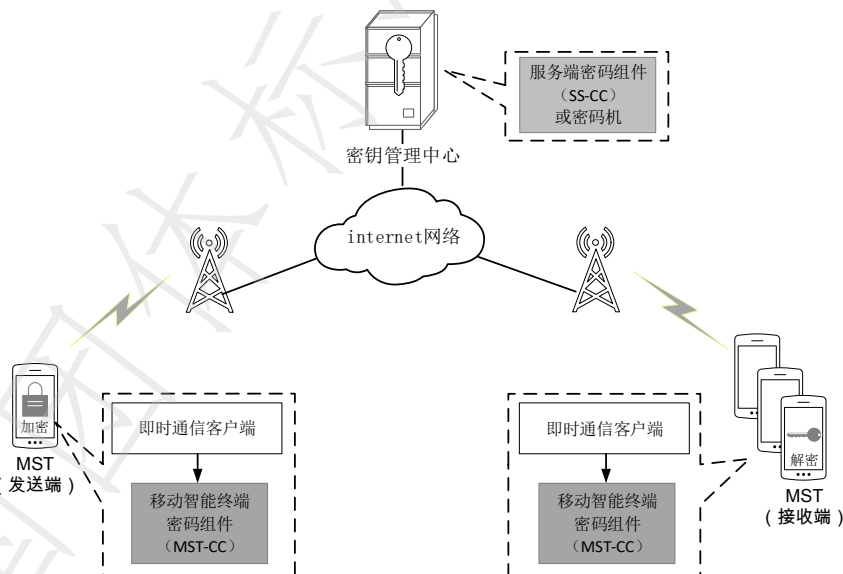 服务端密码组件
（SS-CC）
或密码机
密钥管理中心
internet网络
加密
MST
（发送端）
即时通信客户端
移动智能终端
密码组件
（MST-CC）
即时通信客户端
移动智能终端
密码组件
（MST-CC）
解密
MST
（接收端）